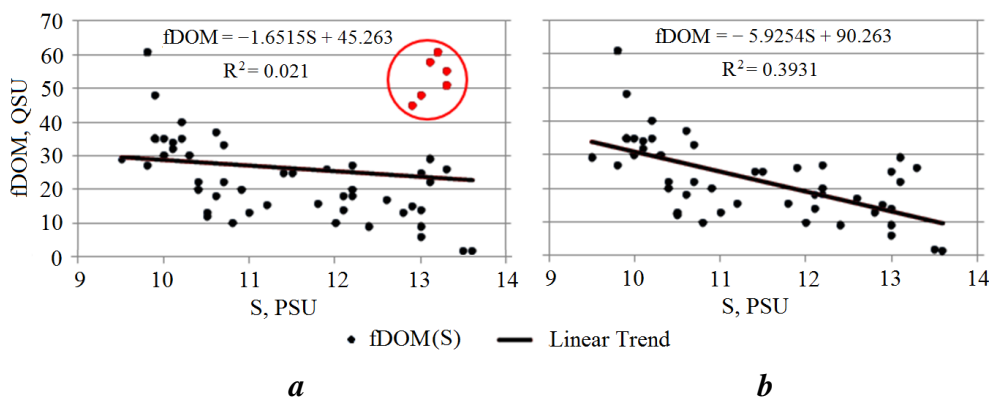 fDOM = −1.6515S + 45.263
R² = 0.021
fDOM, QSU
70
60
50
40
30
20
10
0
9
10
11
12
13
14
S, PSU
fDOM = − 5.9254S + 90.263
R² = 0.3931
9
10
11
12
13
14
S, PSU
fDOM(S)
Linear Trend
a
b